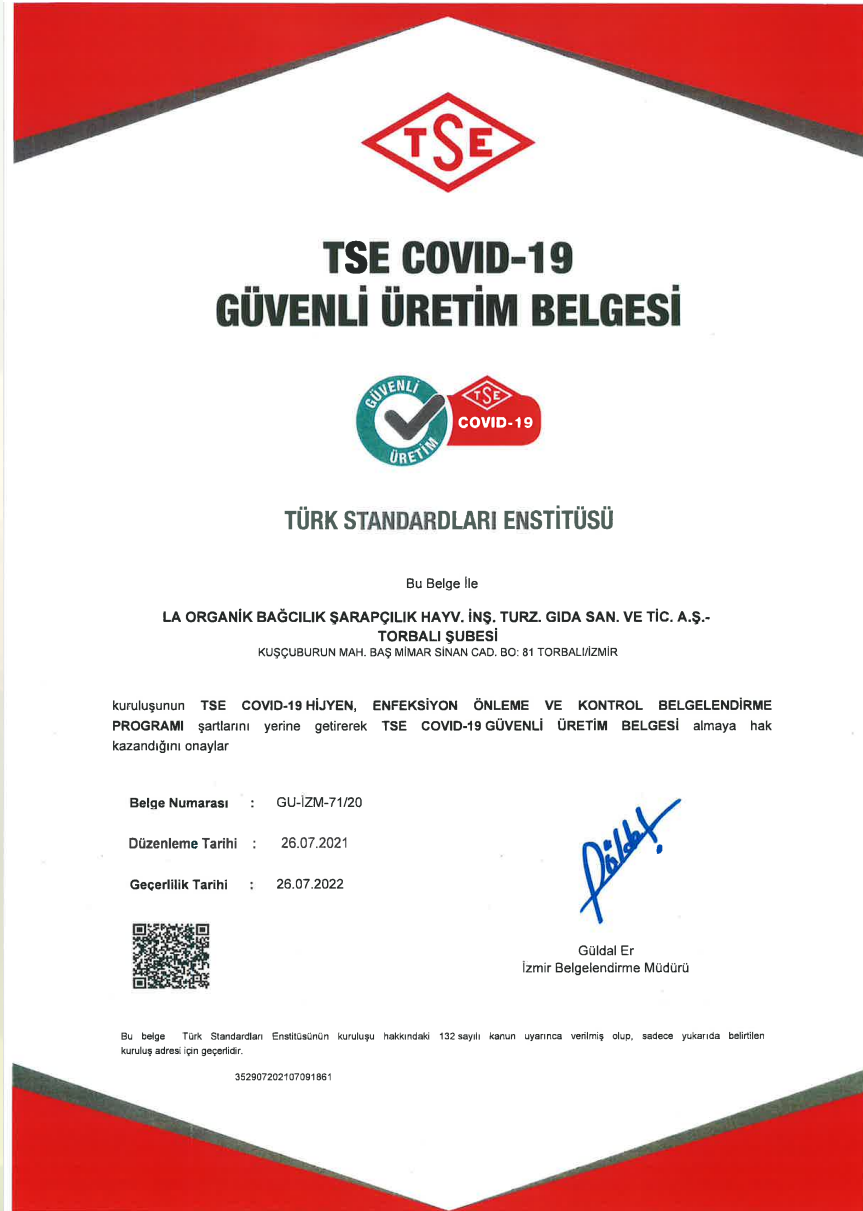 TSE
TSE COVID-19
GÜVENLİ ÜRETİM BELGESİ
GÜVENLİ
ÜRETİM
TSE
COVID-19
TÜRK STANDARDLARI ENSTİTÜSÜ
Bu Belge İle
LA ORGANİK BAĞCILIK ŞARAPÇILIK HAYV. İNŞ. TURZ. GIDA SAN. VE TİC. A.Ş.-
TORBALI ŞUBESİ
KUŞÇUBURUN MAH. BAŞ MİMAR SİNAN CAD. BO: 81 TORBALI/İZMİR
kuruluşunun TSE COVID-19 HİJYEN, ENFEKSİYON ÖNLEME VE KONTROL BELGELENDİRME
PROGRAMI şartlarını yerine getirerek TSE COVID-19 GÜVENLİ ÜRETİM BELGESİ almaya hak
kazandığını onaylar
Belge Numarası : GU-İZM-71/20
Düzenleme Tarihi : 26.07.2021
Geçerlilik Tarihi : 26.07.2022
Güldal
Güldal Er
İzmir Belgelendirme Müdürü
Bu belge Türk Standardları Enstitüsünün kuruluşu hakkındaki 132 sayılı kanun uyarınca verilmiş olup, sadece yukarıda belirtilen
kuruluş adresi için geçerlidir.
352907202107091861